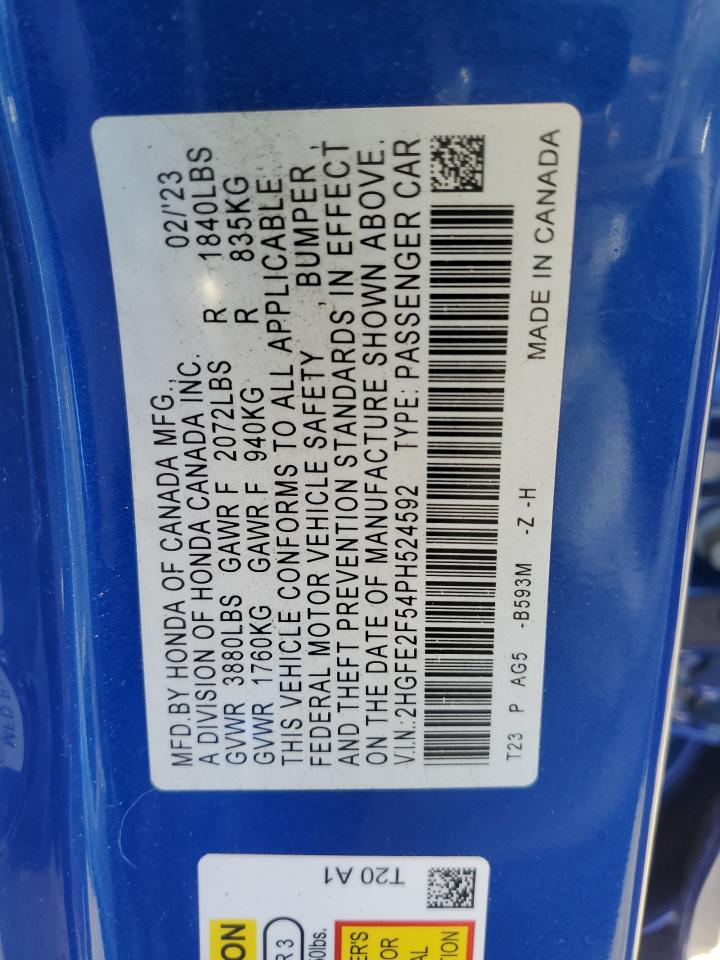 MFD.BY HONDA OF CANADA MFG., 02/'23
A DIVISION OF HONDA CANADA INC.
GVWR 3880LBS GAWR F 2072LBS R 1840LBS
GVWR 1760KG GAWR F 940KG R 835KG
THIS VEHICLE CONFORMS TO ALL APPLICABLE
FEDERAL MOTOR VEHICLE SAFETY , BUMPER ,
AND THEFT PREVENTION STANDARDS IN EFFECT
ON THE DATE OF MANUFACTURE SHOWN ABOVE.
V.I.N.:2HGFE2F54PH524592 TYPE: PASSENGER CAR
T23 P AG5 -B593M -Z -H
MADE IN CANADA
T20 A1